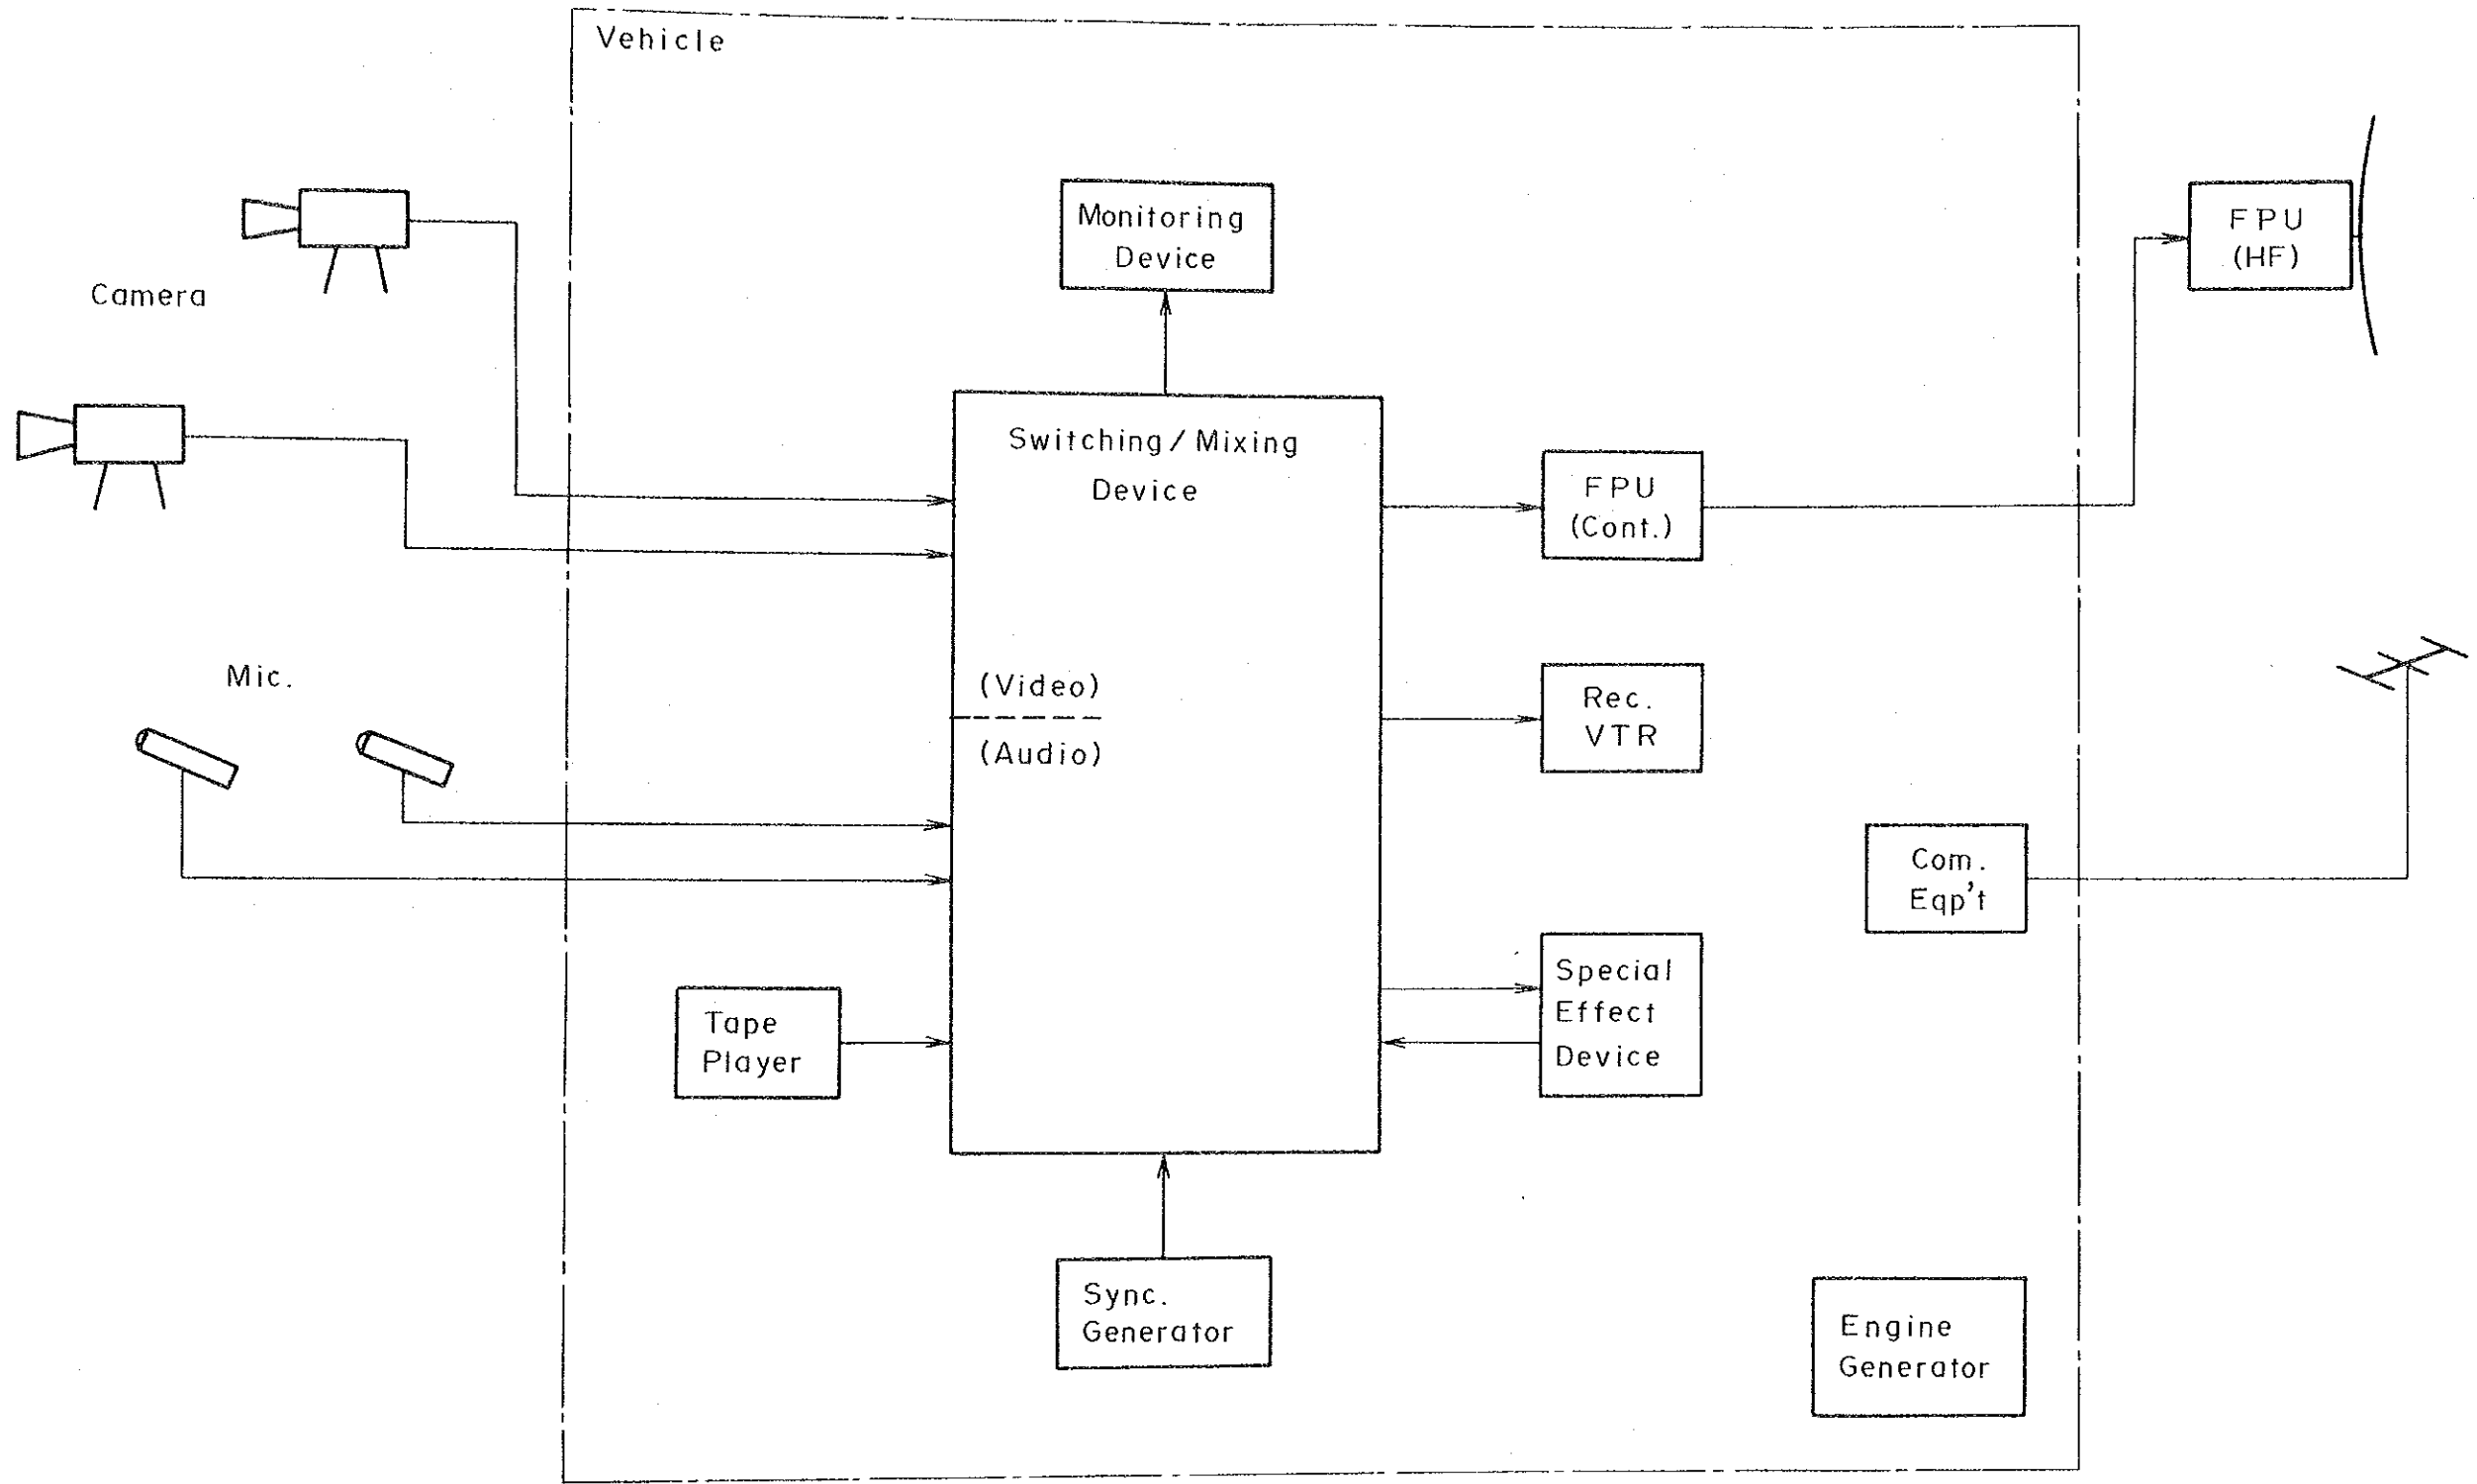 Vehicle
Monitoring
Device
FPU
(HF)
Camera
Switching / Mixing
Device
FPU
(Cont.)
Mic.
(Video)
(Audio)
Rec.
VTR
Com.
Eqp't
Special
Effect
Device
Tape
Player
Sync.
Generator
Engine
Generator